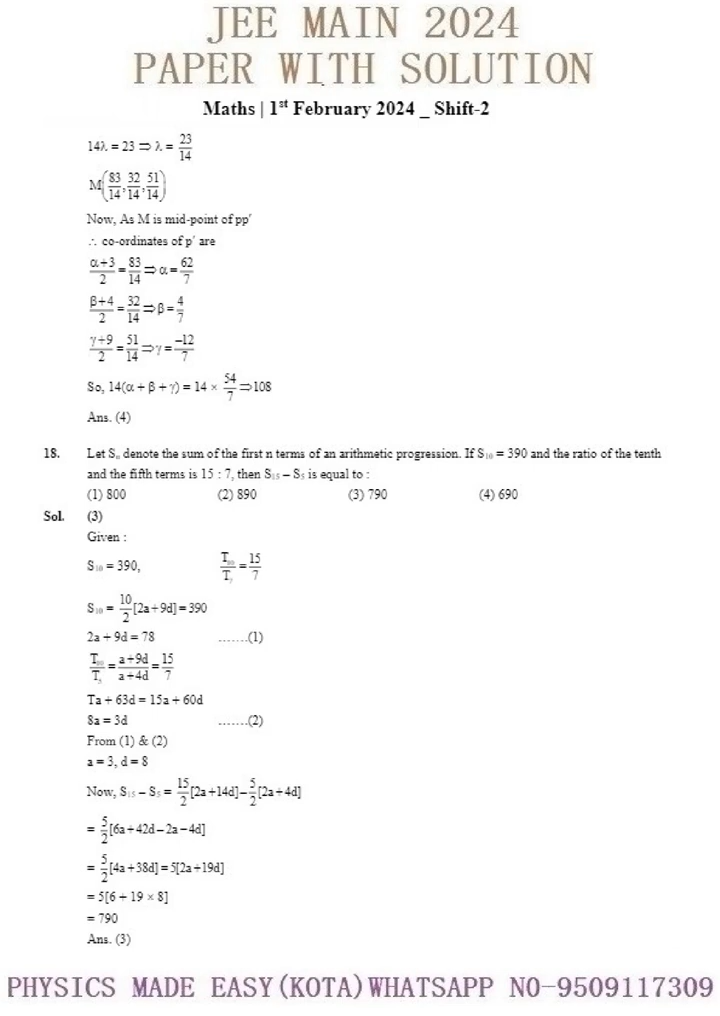 JEE MAIN 2024
PAPER WITH SOLUTION
Maths | 1st February 2024 _ Shift-2
14λ = 23 ⇒ λ = 23/14
M(83/14, 32/14, 51/14)
Now, As M is mid-point of pp'
∴ co-ordinates of p' are
(α+3)/2 = 83/14 ⇒ α = 62/7
(β+4)/2 = 32/14 ⇒ β = 4/7
(γ+9)/2 = 51/14 ⇒ γ = -12/7
So, 14(α + β + γ) = 14 × 54/7 ⇒ 108
Ans. (4)
18. Let Sₙ denote the sum of the first n terms of an arithmetic progression. If S₁₀ = 390 and the ratio of the tenth
and the fifth terms is 15 : 7, then S₁₅ – S₅ is equal to :
(1) 800 (2) 890 (3) 790 (4) 690
Sol. (3)
Given :
S₁₀ = 390, T₁₀/T₅ = 15/7
S₁₀ = 10/2 [2a+9d] = 390
2a + 9d = 78 .......(1)
T₁₀/T₅ = (a+9d)/(a+4d) = 15/7
Ta + 63d = 15a + 60d
8a = 3d .......(2)
From (1) & (2)
a = 3, d = 8
Now, S₁₅ – S₅ = 15/2 [2a+14d] – 5/2 [2a+4d]
= 5/2 [6a+42d–2a–4d]
= 5/2 [4a+38d] = 5[2a+19d]
= 5[6 + 19 × 8]
= 790
Ans. (3)
PHYSICS MADE EASY(KOTA)WHATSAPP NO-9509117309